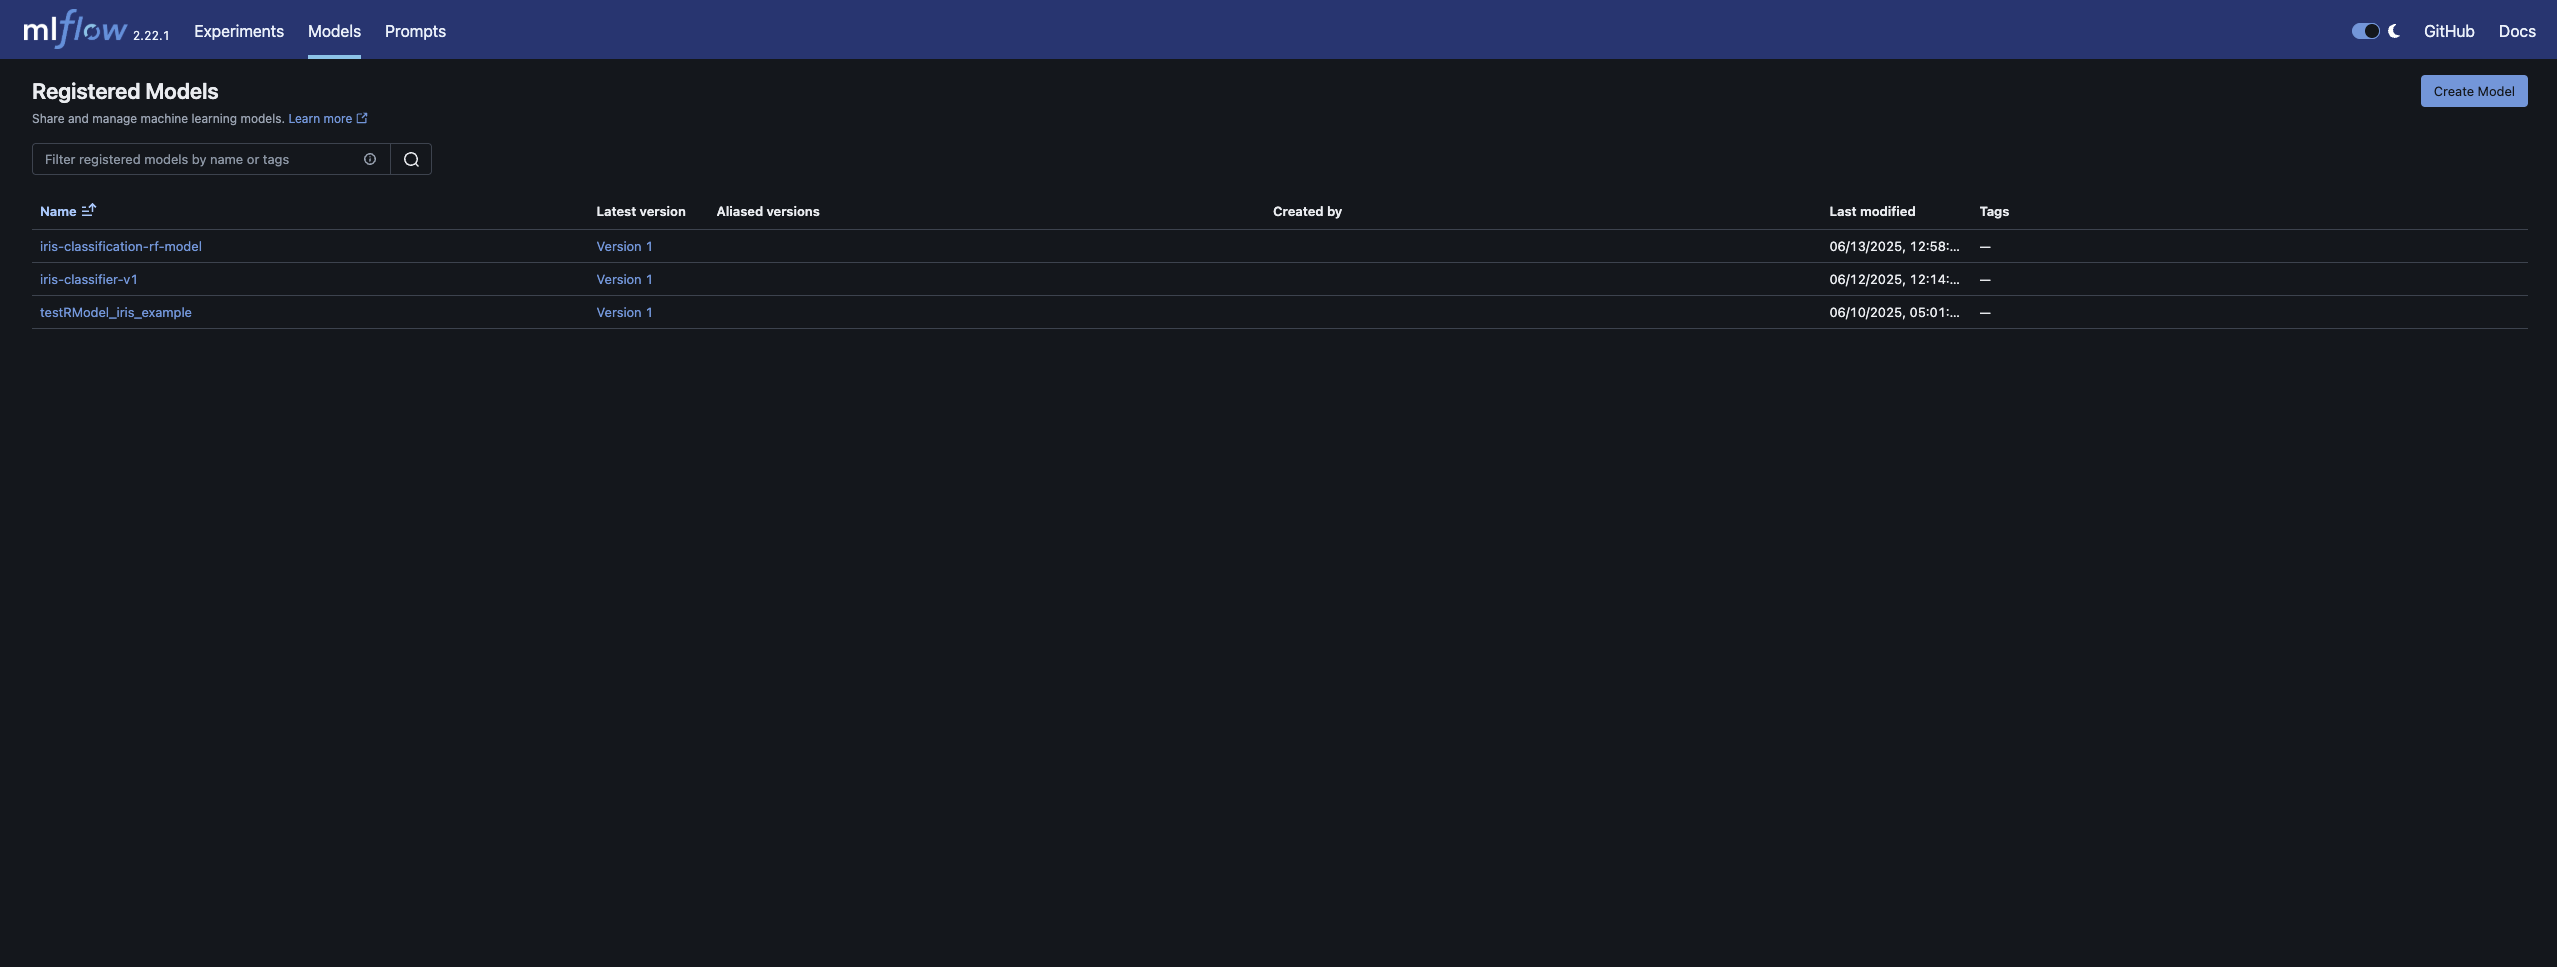 mlflow 2.22.1 Experiments Models Prompts GitHub Docs
Registered Models Create Model
Share and manage machine learning models. Learn more
Filter registered models by name or tags
Name Latest version Aliased versions Created by Last modified Tags
iris-classification-rf-model Version 1 06/13/2025, 12:58:... —
iris-classifier-v1 Version 1 06/12/2025, 12:14:... —
testRModel_iris_example Version 1 06/10/2025, 05:01:... —